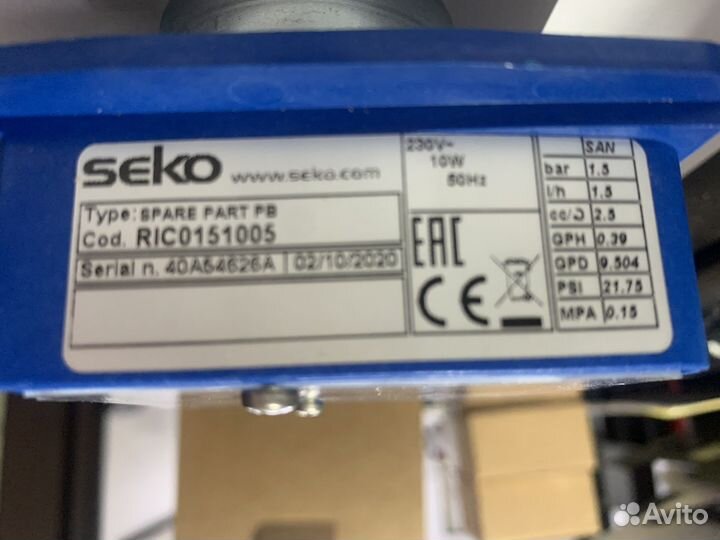 SEKO www.seko.com
Type: SPARE PART PB
Cod. RIC0151005
Serial n. 40A54626A 02/10/2020
230V~
10W
50Hz
EAC
CE
SAN
bar 1.5
l/h 1.5
cc/ 2.5
GPH 0.39
GPD 9.504
PSI 21.75
MPA 0.15
Avito